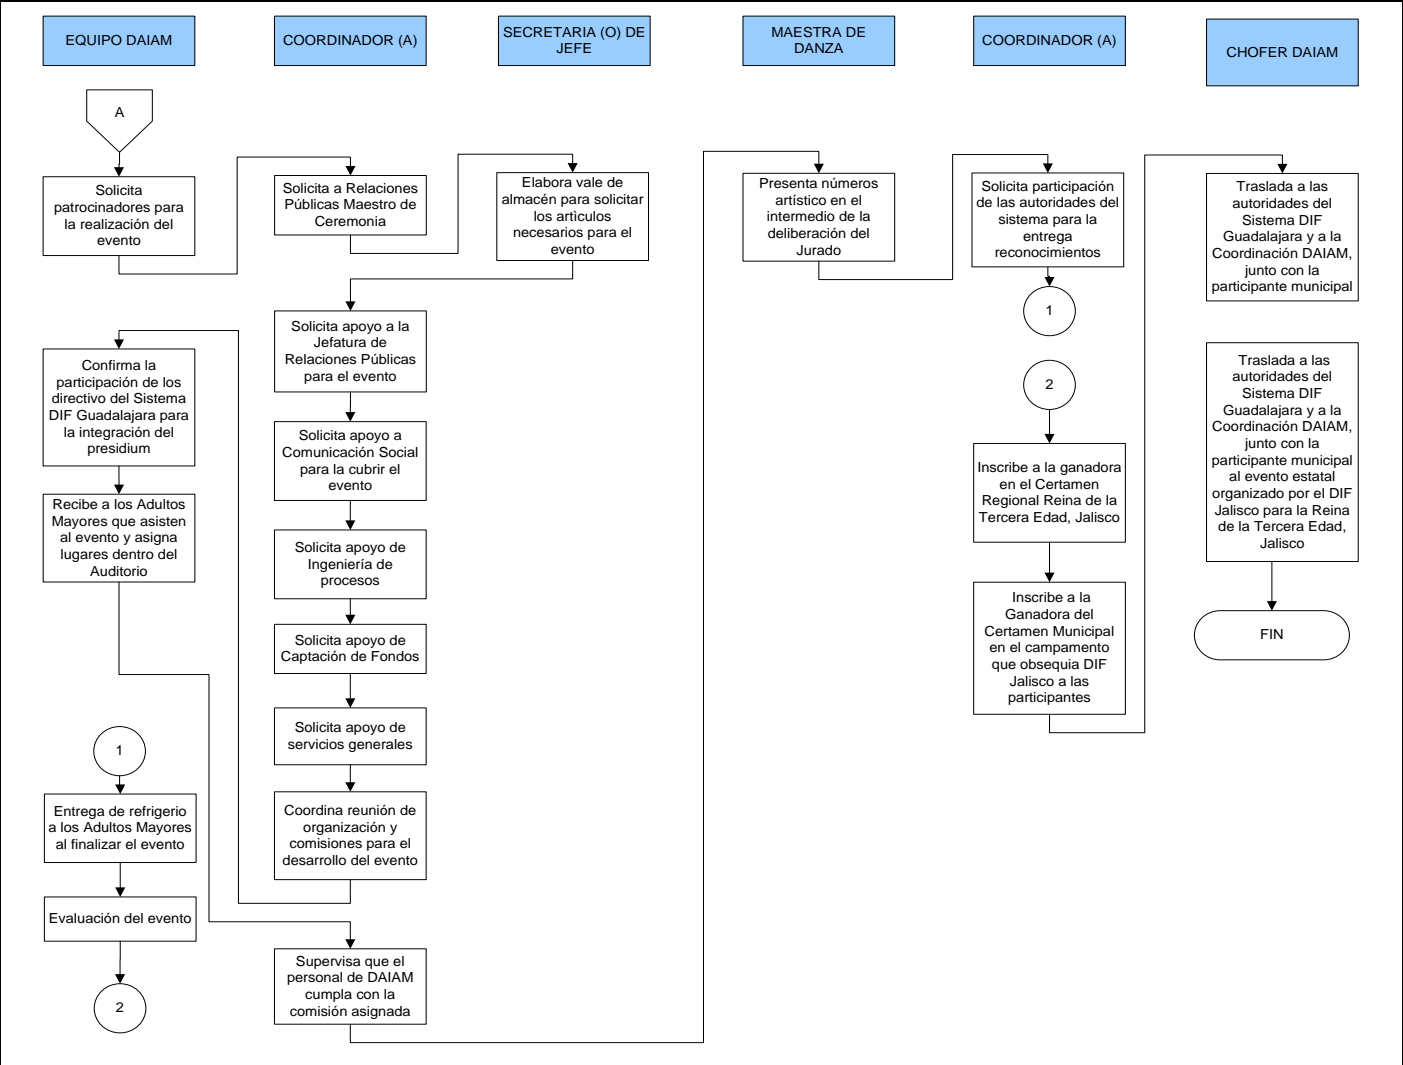 EQUIPO DAIAM
COORDINADOR (A)
SECRETARIA (O) DE
JEFE
MAESTRA DE
DANZA
COORDINADOR (A)
CHOFER DAIAM
A
Solicita
patrocinadores para
la realización del
evento
Solicita a Relaciones
Públicas Maestro de
Ceremonia
Elabora vale de
almacén para solicitar
los artìculos
necesarios para el
evento
Solicita apoyo a la
Jefatura de
Relaciones Públicas
para el evento
Solicita apoyo a
Comunicación Social
para la cubrir el
evento
Solicita apoyo de
Ingeniería de
procesos
Solicita apoyo de
Captación de Fondos
Solicita apoyo de
servicios generales
Coordina reunión de
organización y
comisiones para el
desarrollo del evento
Confirma la
participación de los
directivo del Sistema
DIF Guadalajara para
la integración del
presidium
Recibe a los Adultos
Mayores que asisten
al evento y asigna
lugares dentro del
Auditorio
Supervisa que el
personal de DAIAM
cumpla con la
comisión asignada
Presenta números
artístico en el
intermedio de la
deliberación del
Jurado
Solicita participación
de las autoridades del
sistema para la
entrega
reconocimientos
1
1
Entrega de refrigerio
a los Adultos Mayores
al finalizar el evento
Evaluación del evento
2
2
Inscribe a la ganadora
en el Certamen
Regional Reina de la
Tercera Edad, Jalisco
Inscribe a la
Ganadora del
Certamen Municipal
en el campamento
que obsequia DIF
Jalisco a las
participantes
Traslada a las
autoridades del
Sistema DIF
Guadalajara y a la
Coordinación DAIAM,
junto con la
participante municipal
Traslada a las
autoridades del
Sistema DIF
Guadalajara y a la
Coordinación DAIAM,
junto con la
participante municipal
al evento estatal
organizado por el DIF
Jalisco para la Reina
de la Tercera Edad,
Jalisco
FIN